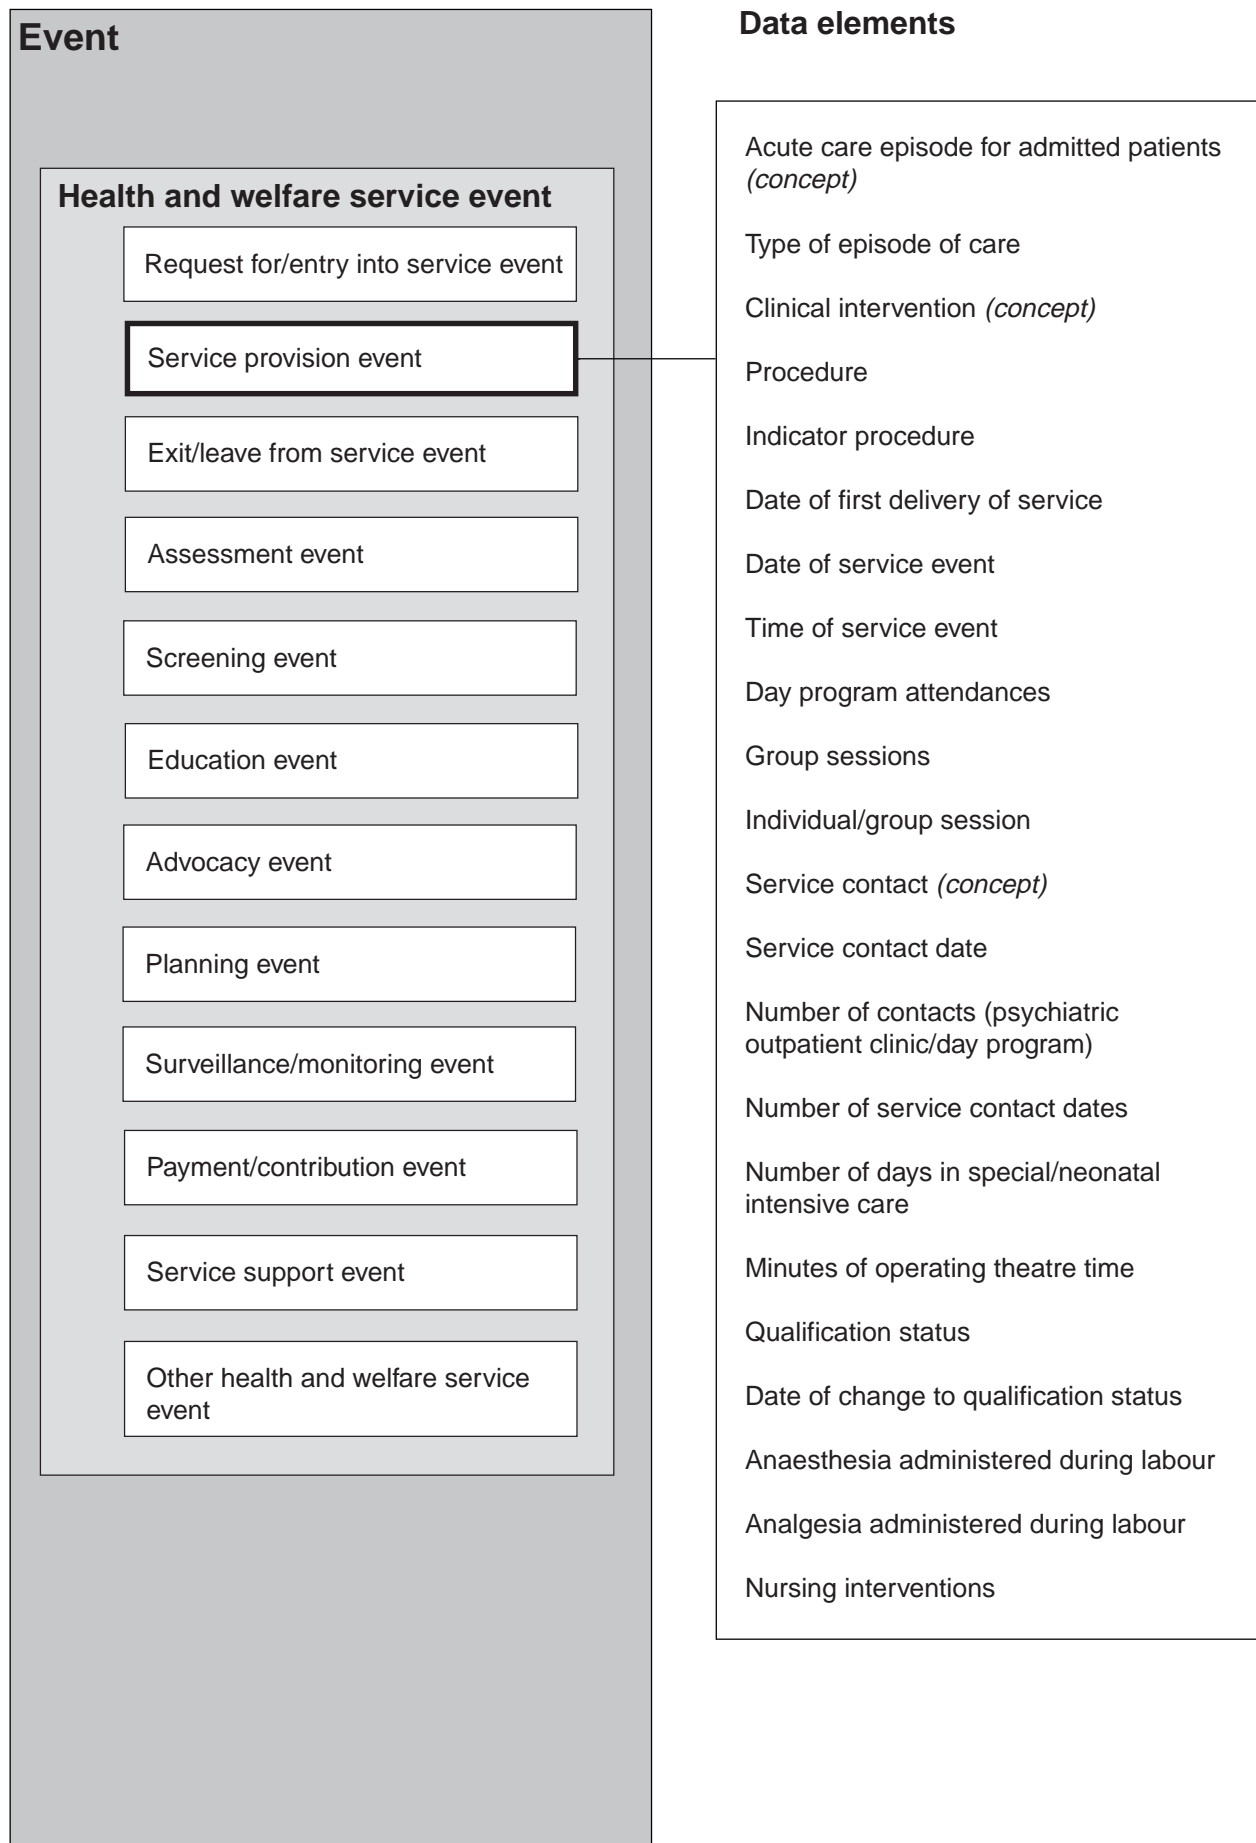 Event
Health and welfare service event
Request for/entry into service event
Service provision event
Exit/leave from service event
Assessment event
Screening event
Education event
Advocacy event
Planning event
Surveillance/monitoring event
Payment/contribution event
Service support event
Other health and welfare service
event
Data elements
Acute care episode for admitted patients
(concept)
Type of episode of care
Clinical intervention (concept)
Procedure
Indicator procedure
Date of first delivery of service
Date of service event
Time of service event
Day program attendances
Group sessions
Individual/group session
Service contact (concept)
Service contact date
Number of contacts (psychiatric
outpatient clinic/day program)
Number of service contact dates
Number of days in special/neonatal
intensive care
Minutes of operating theatre time
Qualification status
Date of change to qualification status
Anaesthesia administered during labour
Analgesia administered during labour
Nursing interventions